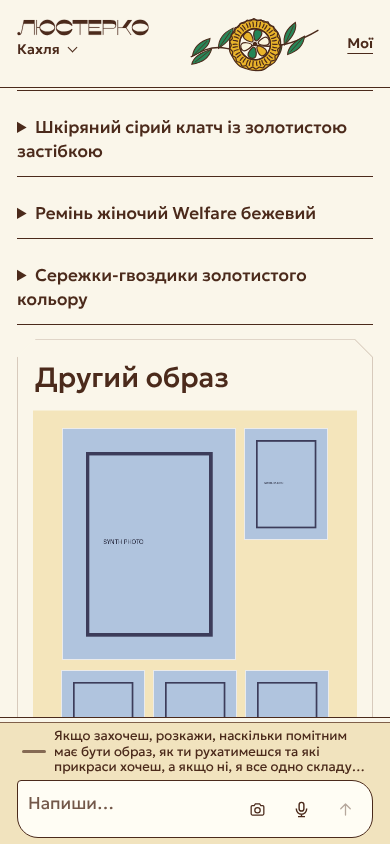 ЛЮСТЕРКО
Кахля
Мої
Шкіряний сірий клатч із золотистою
застібкою
Ремінь жіночий Welfare бежевий
Сережки-гвоздики золотистого
кольору
Другий образ
SYNTH PHOTO
Якщо захочеш, розкажи, наскільки помітним
має бути образ, як ти рухатимешся та які
прикраси хочеш, а якщо ні, я все одно складу…
Напиши…